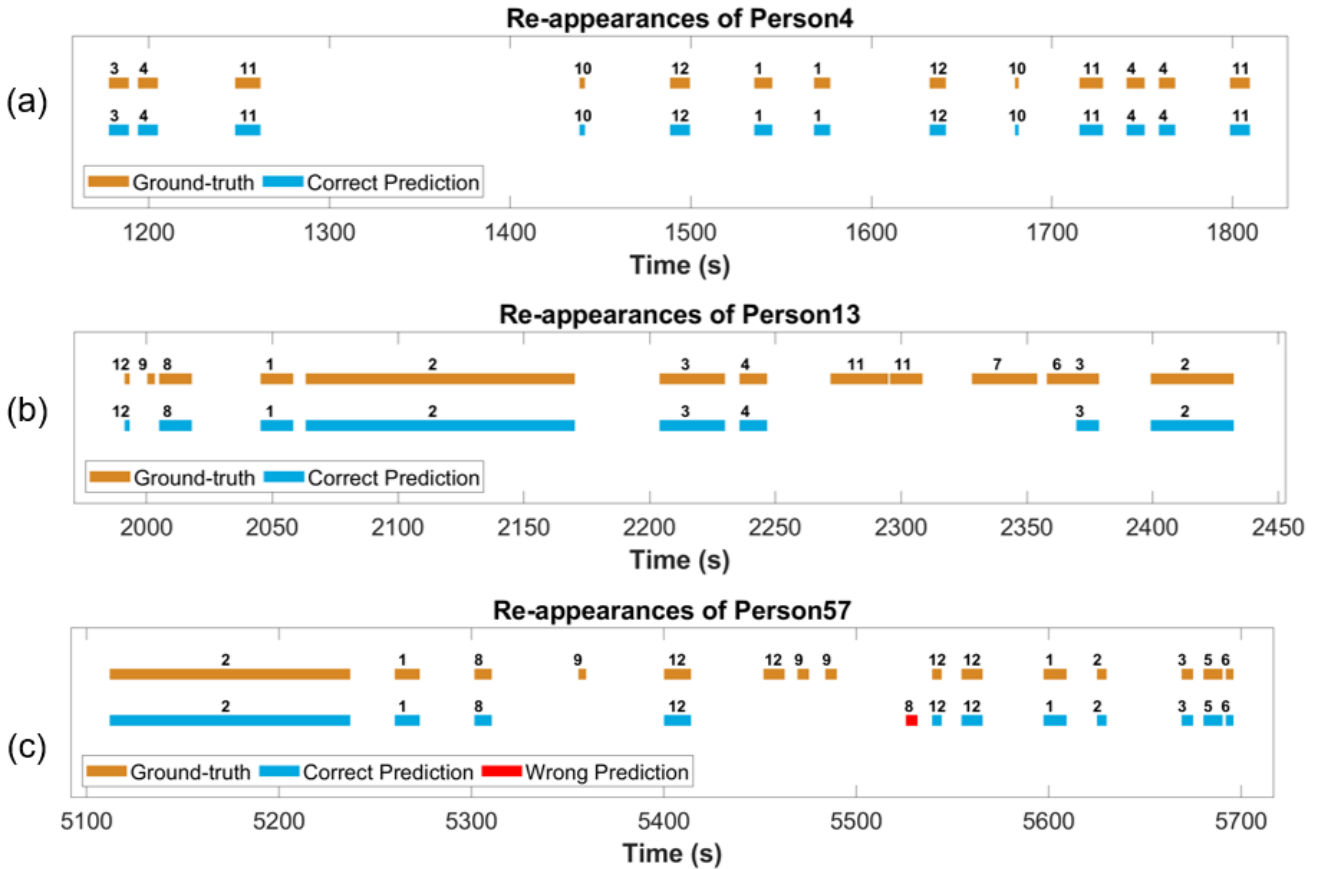 Re-appearances of Person4
(a)
3 4 11 10 12 1 1 12 10 11 4 4 11
3 4 11 10 12 1 1 12 10 11 4 4 11
Ground-truth Correct Prediction
1200 1300 1400 1500 1600 1700 1800
Time (s)
Re-appearances of Person13
(b)
12 9 8 1 2 3 4 11 11 7 6 3 2
12 8 1 2 3 4 3 2
Ground-truth Correct Prediction
2000 2050 2100 2150 2200 2250 2300 2350 2400 2450
Time (s)
Re-appearances of Person57
(c)
2 1 8 9 12 12 9 9 12 12 1 2 3 5 6
2 1 8 12 8 12 12 1 2 3 5 6
Ground-truth Correct Prediction Wrong Prediction
5100 5200 5300 5400 5500 5600 5700
Time (s)